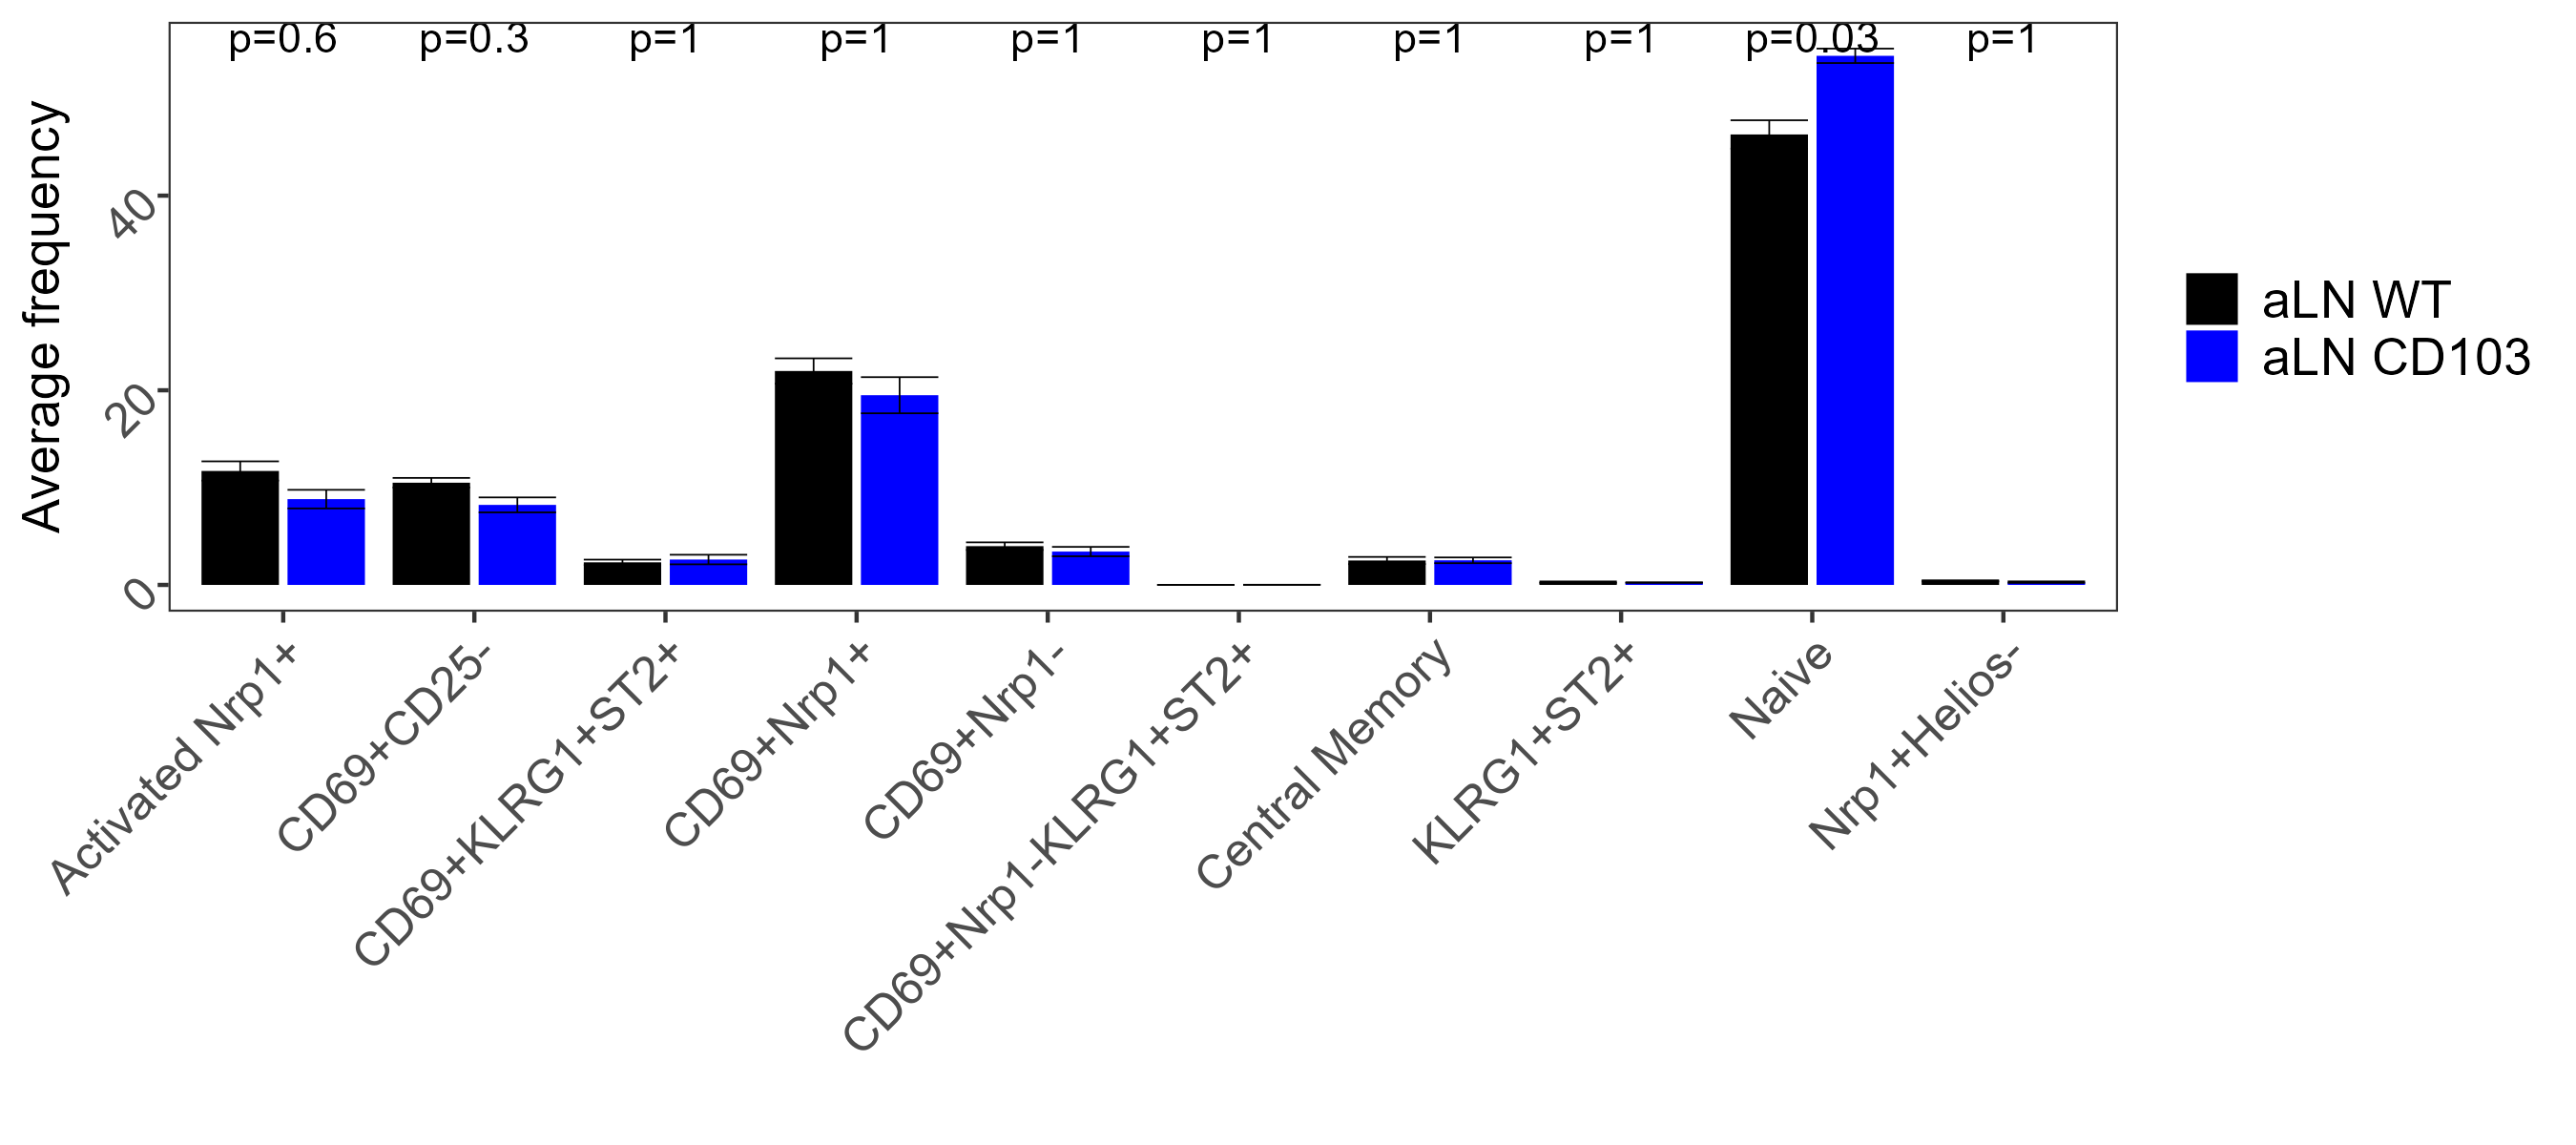 p=0.6 p=0.3 p=1 p=1 p=1 p=1 p=1 p=1 p=0.03 p=1
Average frequency
40
20
0
aLN WT
aLN CD103
Activated Nrp1+
CD69+CD25-
CD69+KLRG1+ST2+
CD69+Nrp1+
CD69+Nrp1-
CD69+Nrp1-KLRG1+ST2+
Central Memory
KLRG1+ST2+
Naive
Nrp1+Helios-